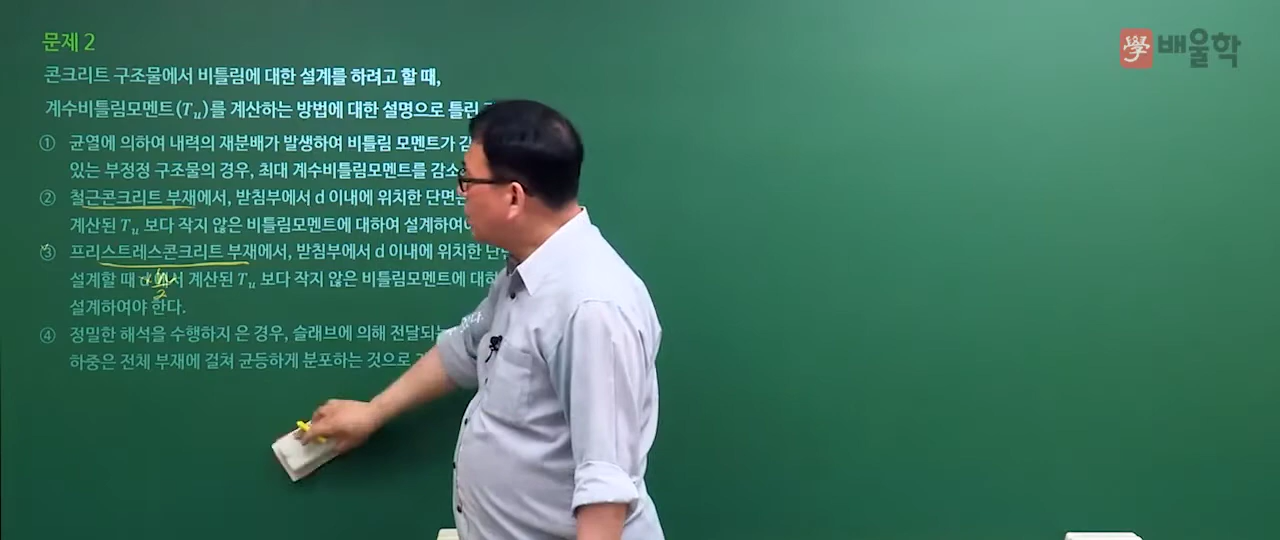 문제 2
學 배울학
콘크리트 구조물에서 비틀림에 대한 설계를 하려고 할 때,
계수비틀림모멘트(Tᵤ)를 계산하는 방법에 대한 설명으로 틀린
① 균열에 의하여 내력의 재분배가 발생하여 비틀림 모멘트가
있는 부정정 구조물의 경우, 최대 계수비틀림모멘트를 감소
② 철근콘크리트 부재에서, 받침부에서 d 이내에 위치한 단면은
계산된 Tᵤ 보다 작지 않은 비틀림모멘트에 대하여 설계하여야
③ 프리스트레스콘크리트 부재에서, 받침부에서 d 이내에 위치한
설계할 때 계산된 Tᵤ 보다 작지 않은 비틀림모멘트에
설계하여야 한다.
④ 정밀한 해석을 수행하지 은 경우, 슬래브에 의해 전달되는
하중은 전체 부재에 걸쳐 균등하게 분포하는 것으로